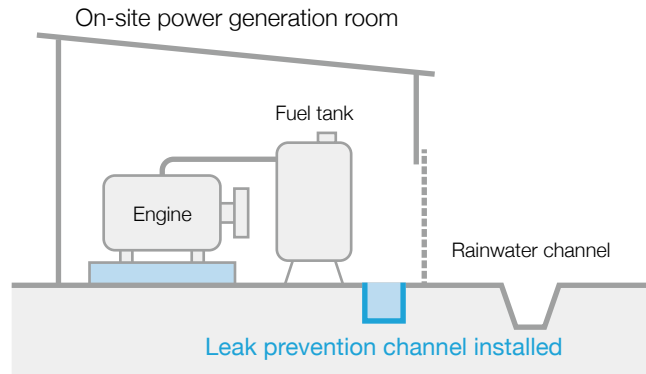 On-site power generation room
Fuel tank
Engine
Rainwater channel
Leak prevention channel installed